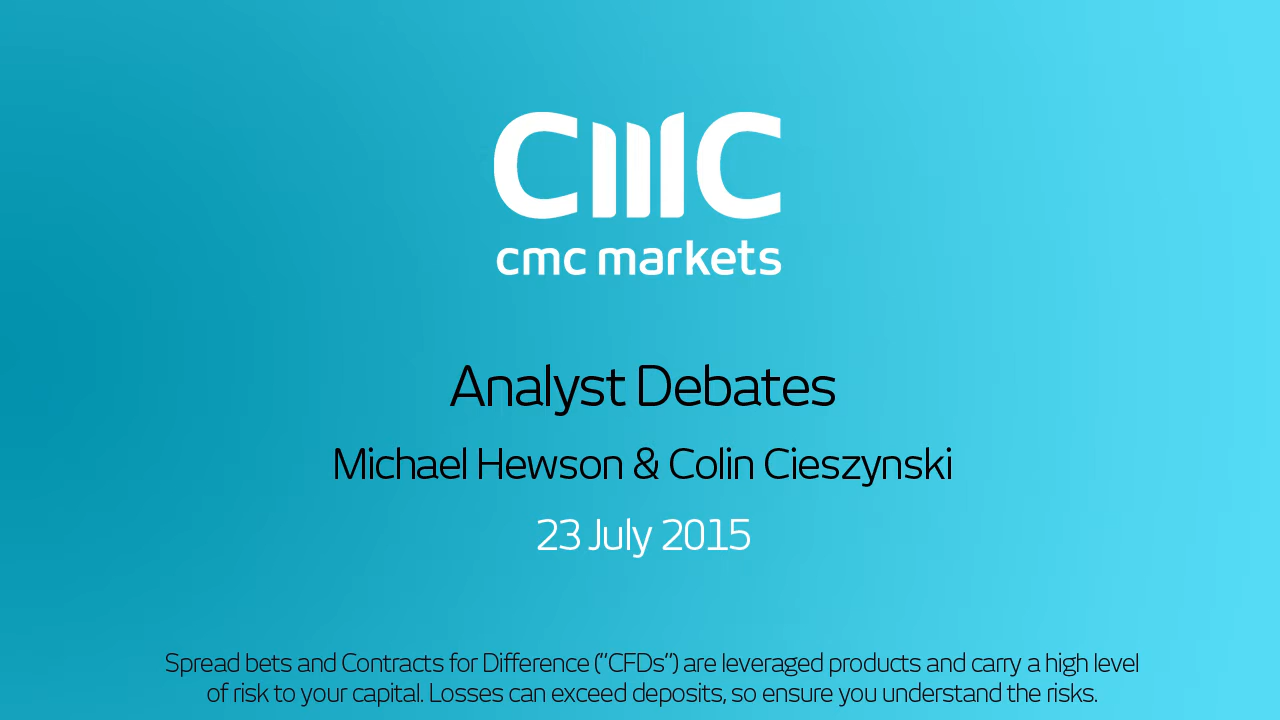 CMC
cmc markets
Analyst Debates
Michael Hewson & Colin Cieszynski
23 July 2015
Spread bets and Contracts for Difference (”CFDs”) are leveraged products and carry a high level
of risk to your capital. Losses can exceed deposits, so ensure you understand the risks.